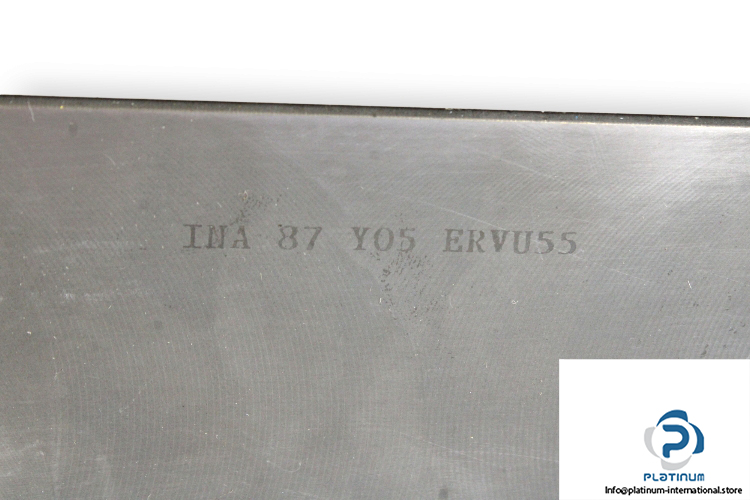 INA 87 Y05 ERVU55
PLATINUM
Info@platinum-international.store